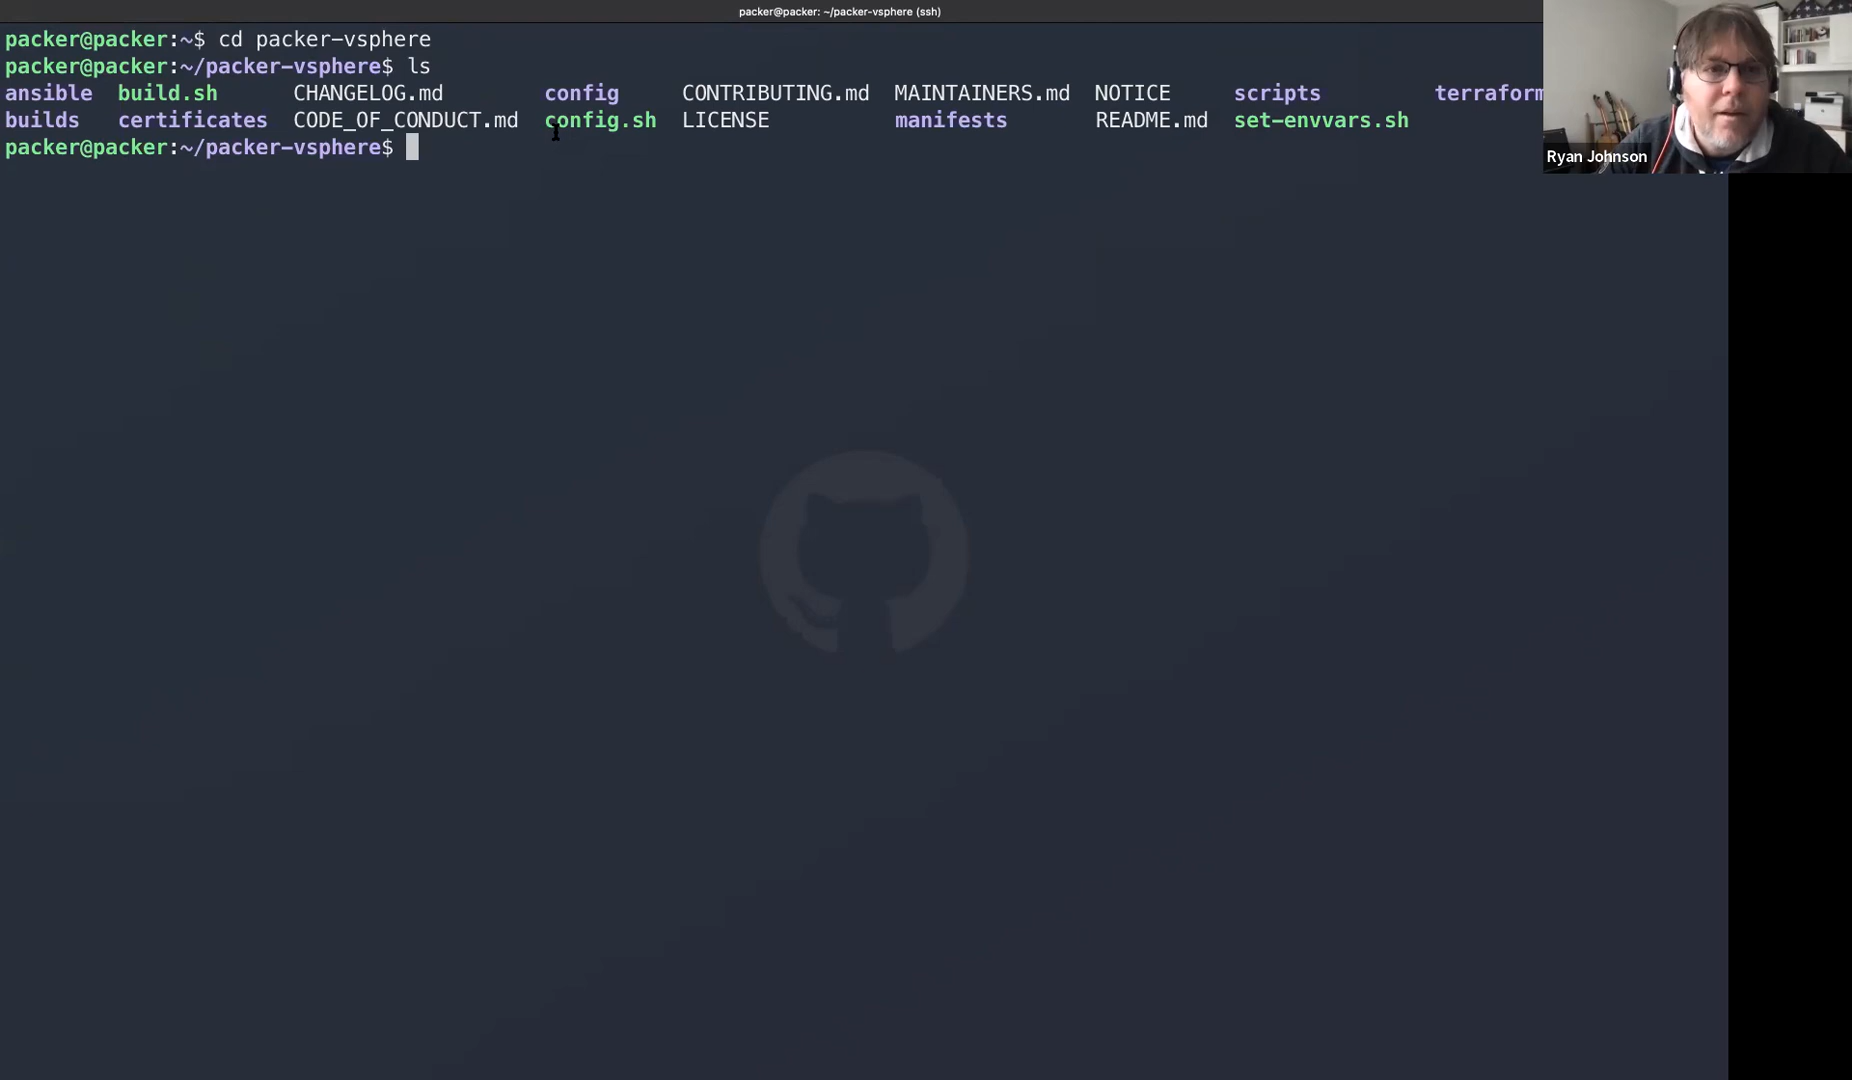 packer@packer: ~/packer-vsphere (ssh)
packer@packer:~$ cd packer-vsphere
packer@packer:~/packer-vsphere$ ls
ansible build.sh CHANGELOG.md config CONTRIBUTING.md MAINTAINERS.md NOTICE scripts terraform
builds certificates CODE_OF_CONDUCT.md config.sh LICENSE manifests README.md set-envvars.sh
packer@packer:~/packer-vsphere$
Ryan Johnson